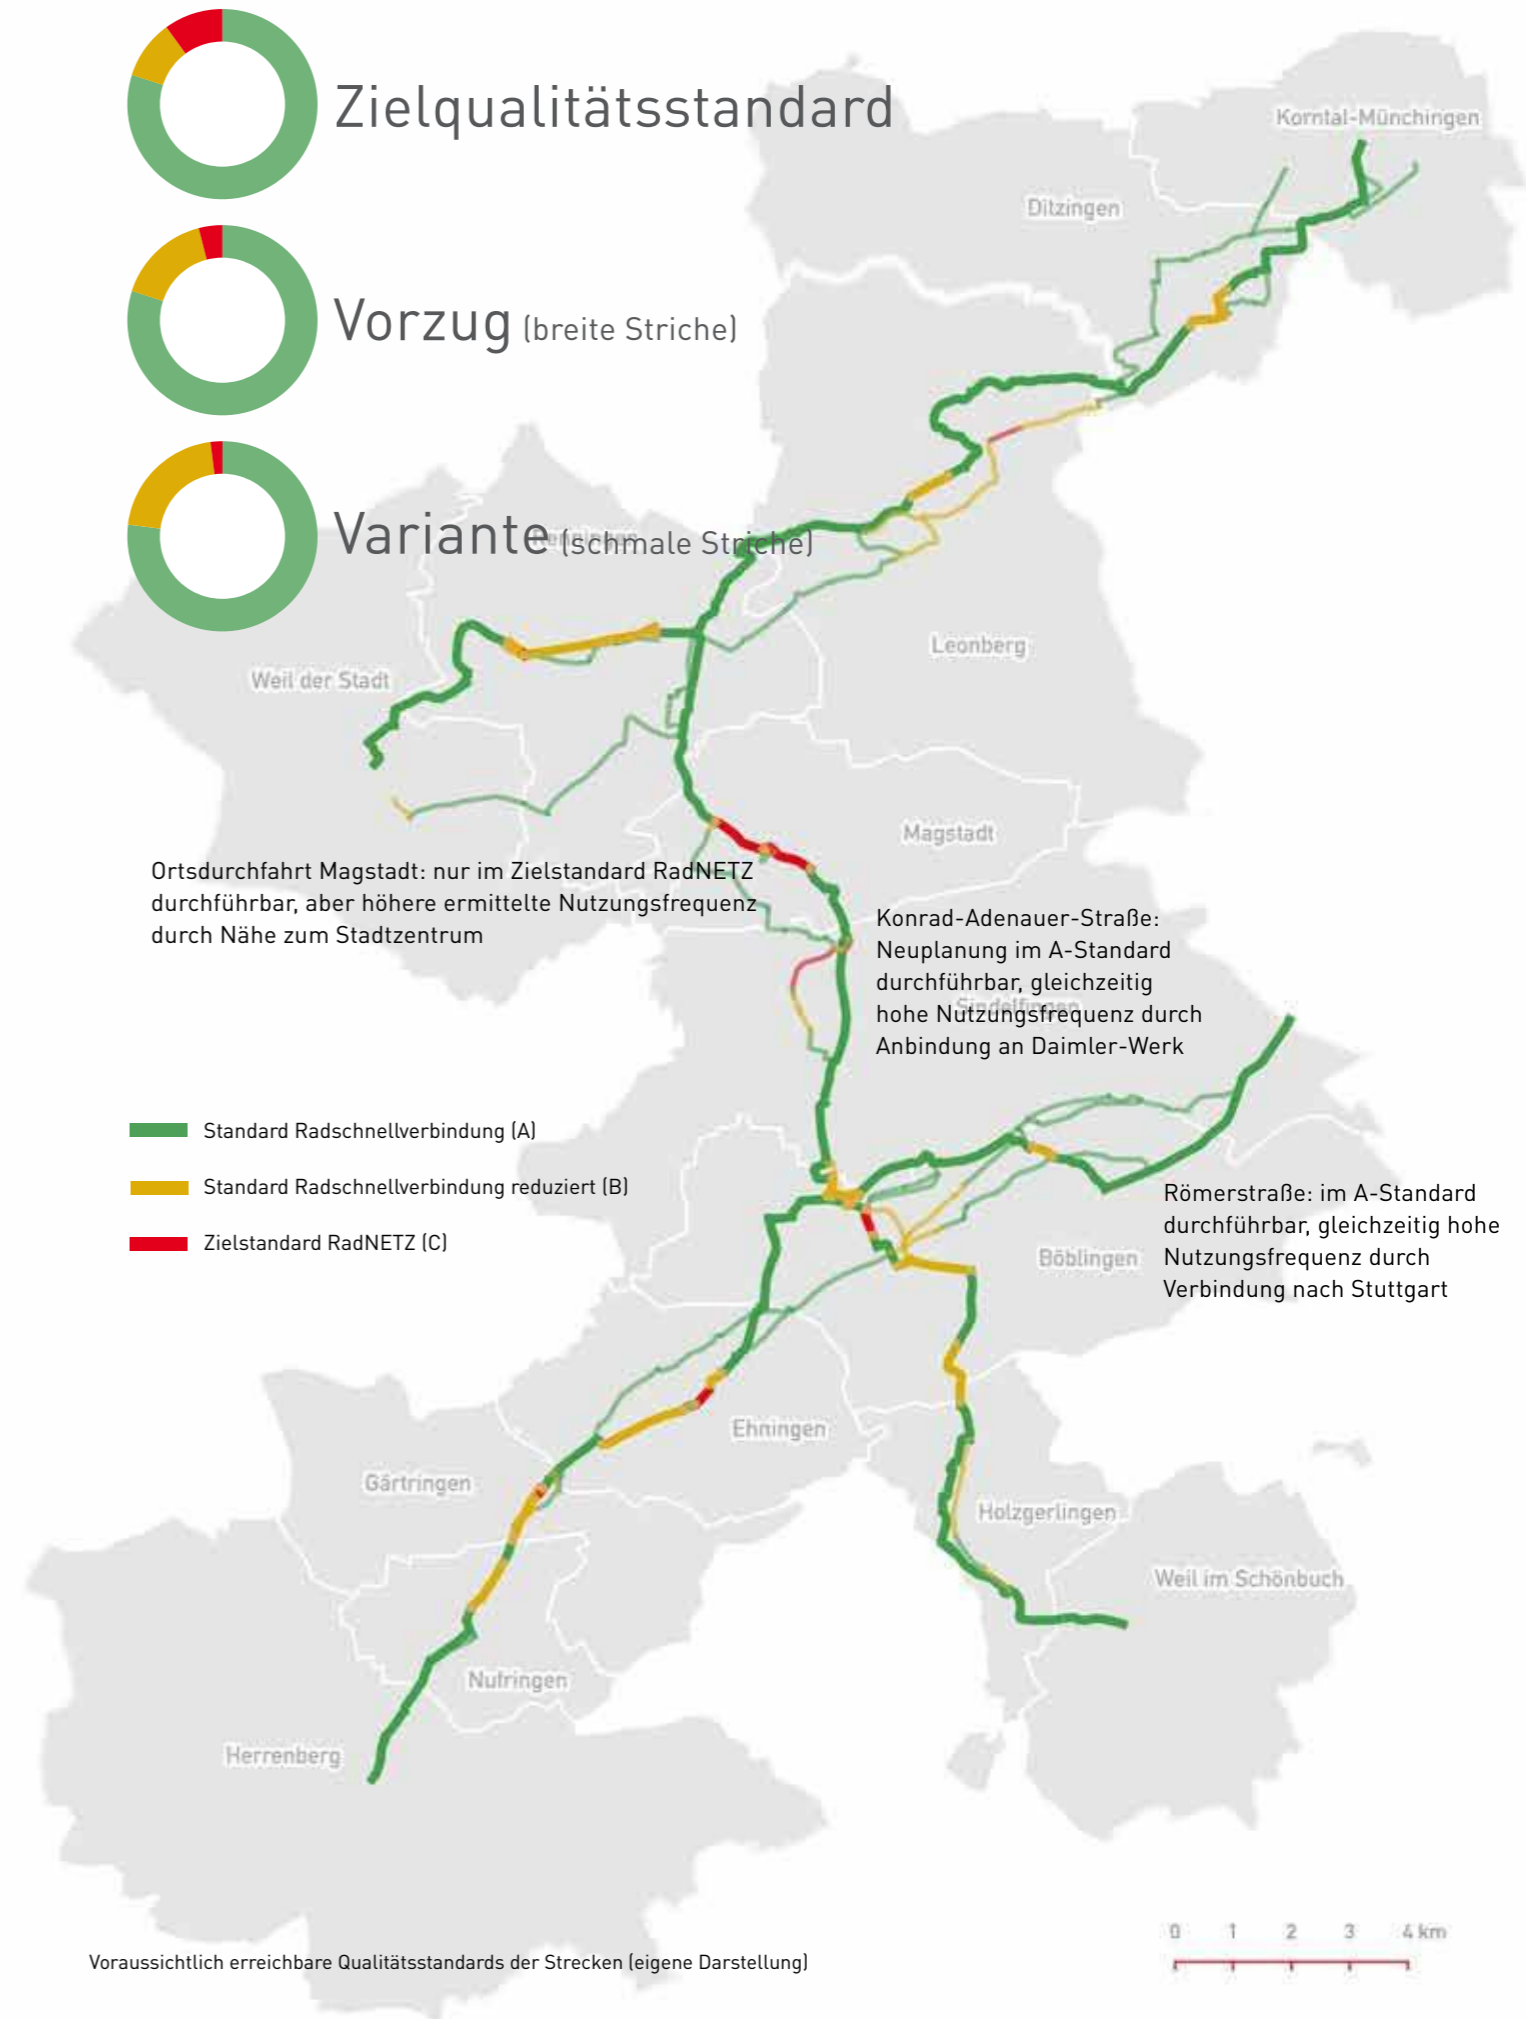 Zielqualitätsstandard
Korntal-Münchingen
Ditzingen
Vorzug (breite Striche)
Variante (schmale Striche)
Renningen
Leonberg
Weil der Stadt
Magstadt
Ortsdurchfahrt Magstadt: nur im Zielstandard RadNETZ
durchführbar, aber höhere ermittelte Nutzungsfrequenz
durch Nähe zum Stadtzentrum
Konrad-Adenauer-Straße:
Neuplanung im A-Standard
durchführbar, gleichzeitig
hohe Nutzungsfrequenz durch
Anbindung an Daimler-Werk
Sindelfingen
Standard Radschnellverbindung (A)
Standard Radschnellverbindung reduziert (B)
Zielstandard RadNETZ (C)
Römerstraße: im A-Standard
durchführbar, gleichzeitig hohe
Nutzungsfrequenz durch
Verbindung nach Stuttgart
Böblingen
Ehningen
Gärtringen
Holzgerlingen
Weil im Schönbuch
Nufringen
Herrenberg
0 1 2 3 4 km
Voraussichtlich erreichbare Qualitätsstandards der Strecken (eigene Darstellung)